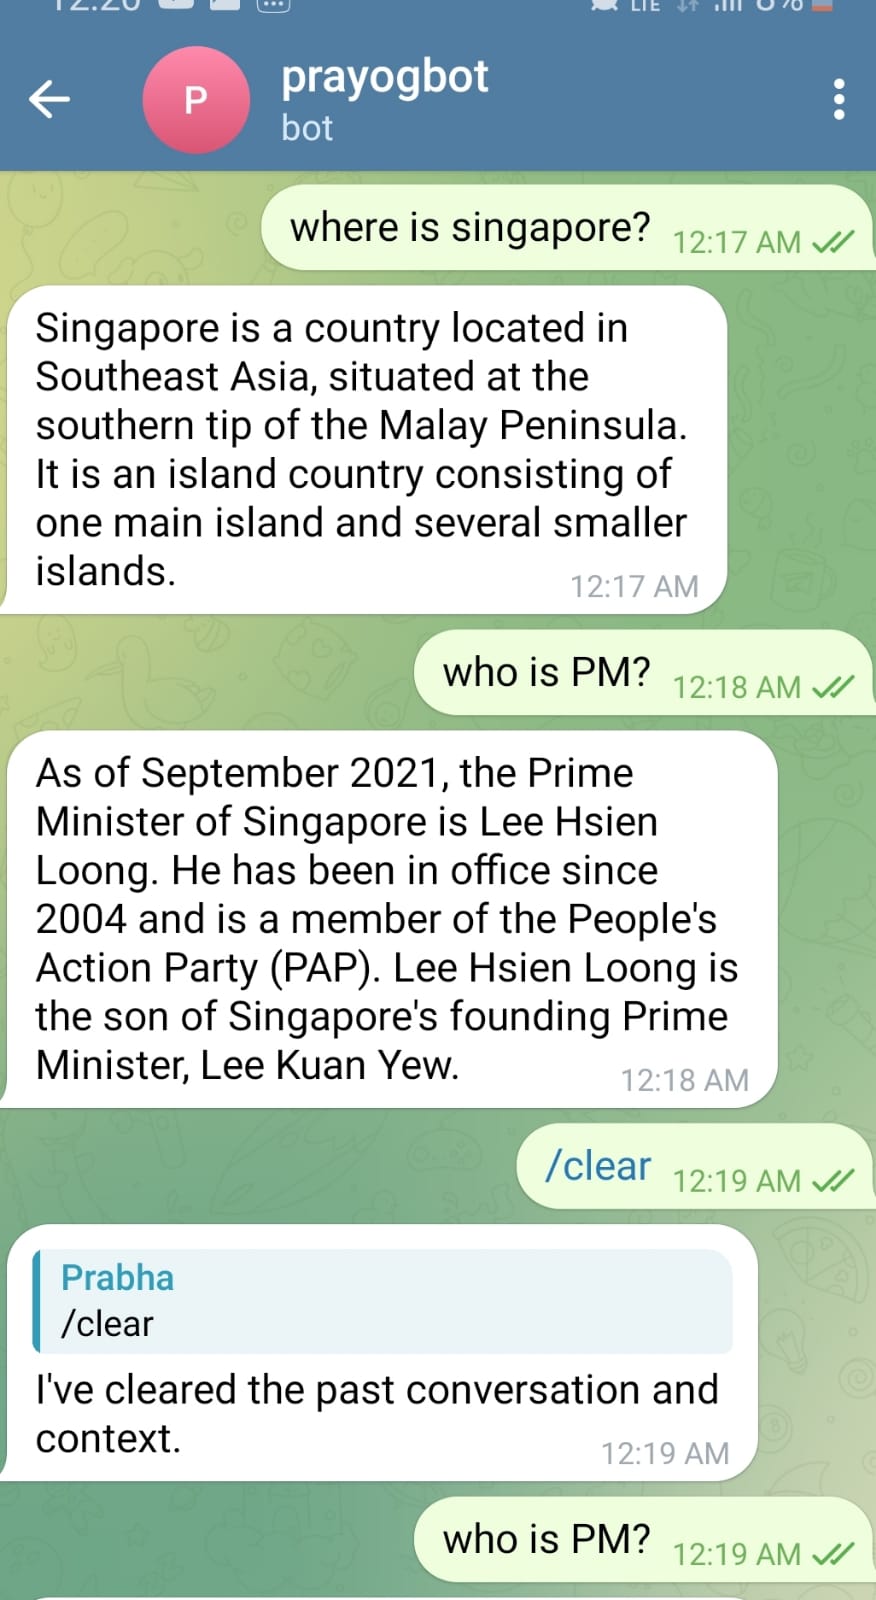 LTE
prayogbot
P
bot
where is singapore? 12:17 AM
Singapore is a country located in
Southeast Asia, situated at the
southern tip of the Malay Peninsula.
It is an island country consisting of
one main island and several smaller
islands.
12:17 AM
who is PM? 12:18 AM
As of September 2021, the Prime
Minister of Singapore is Lee Hsien
Loong. He has been in office since
2004 and is a member of the People's
Action Party (PAP). Lee Hsien Loong is
the son of Singapore's founding Prime
Minister, Lee Kuan Yew.
12:18 AM
/clear 12:19 AM
Prabha
/clear
I've cleared the past conversation and
context.
12:19 AM
who is PM? 12:19 AM